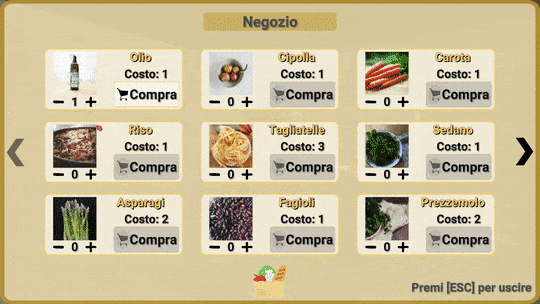 Negozio
Olio
Costo: 1
- 1 + Compra
Cipolla
Costo: 1
- 0 + Compra
Carota
Costo: 1
- 0 + Compra
Riso
Costo: 1
- 0 + Compra
Tagliatelle
Costo: 3
- 0 + Compra
Sedano
Costo: 1
- 0 + Compra
Asparagi
Costo: 2
- 0 + Compra
Fagioli
Costo: 1
- 0 + Compra
Prezzemolo
Costo: 2
- 0 + Compra
Premi [ESC] per uscire